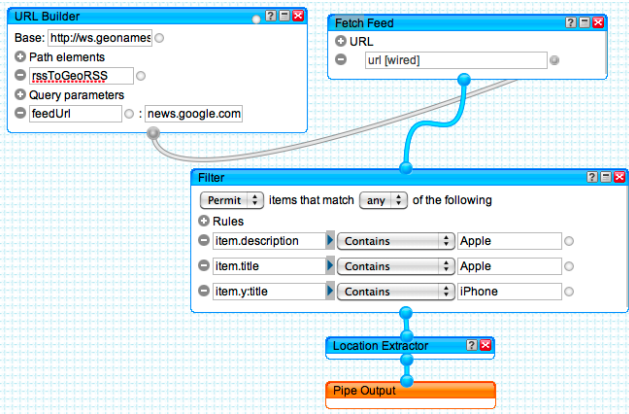 URL Builder
Base: http://ws.geonames
Path elements
rssToGeoRSS
Query parameters
feedUrl : news.google.com
Fetch Feed
URL
url [wired]
Filter
Permit items that match any of the following
Rules
item.description Contains Apple
item.title Contains Apple
item.y:title Contains iPhone
Location Extractor
Pipe Output